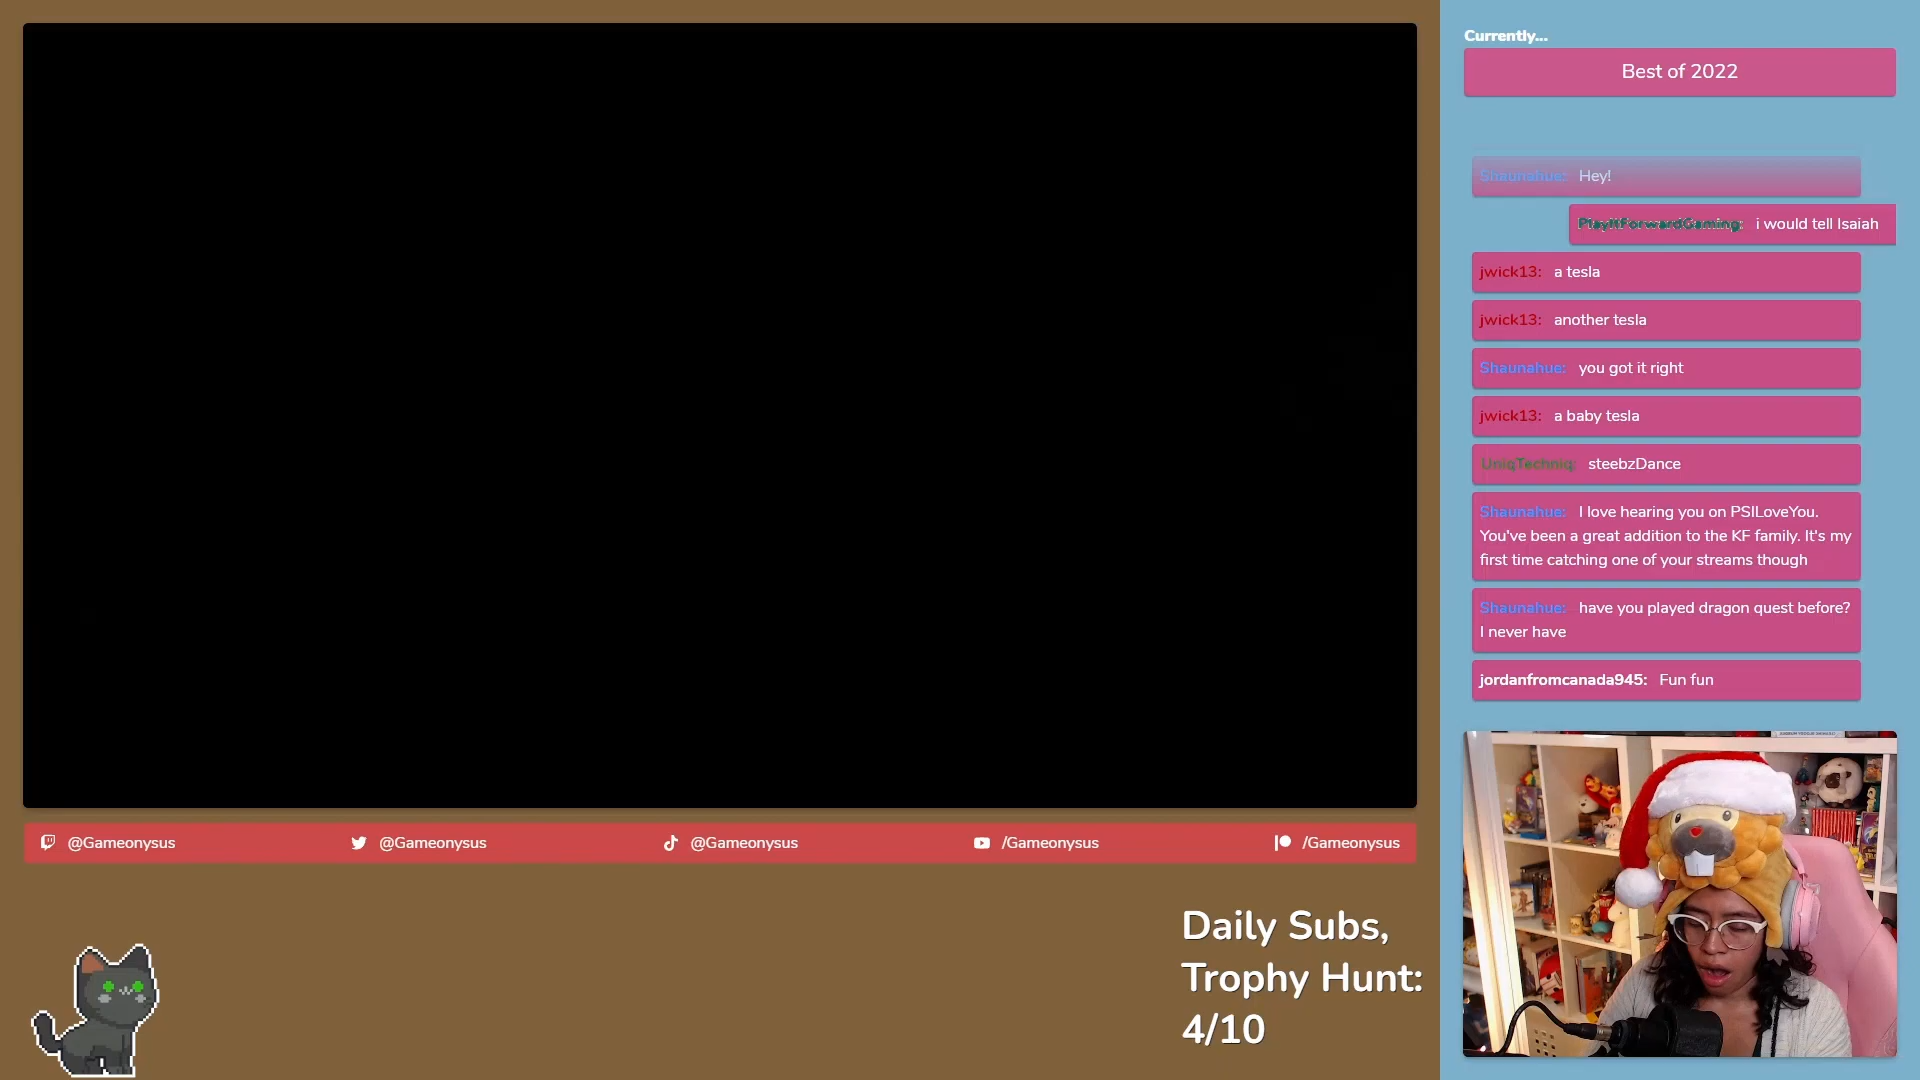 Currently...
Best of 2022
Shaunahue: Hey!
PlayItForwardGaming: i would tell Isaiah
jwick13: a tesla
jwick13: another tesla
Shaunahue: you got it right
jwick13: a baby tesla
UniqTechniq: steebzDance
Shaunahue: I love hearing you on PSILoveYou.
You've been a great addition to the KF family. It's my
first time catching one of your streams though
Shaunahue: have you played dragon quest before?
I never have
jordanfromcanada945: Fun fun
@Gameonysus
@Gameonysus
@Gameonysus
/Gameonysus
/Gameonysus
Daily Subs,
Trophy Hunt:
4/10